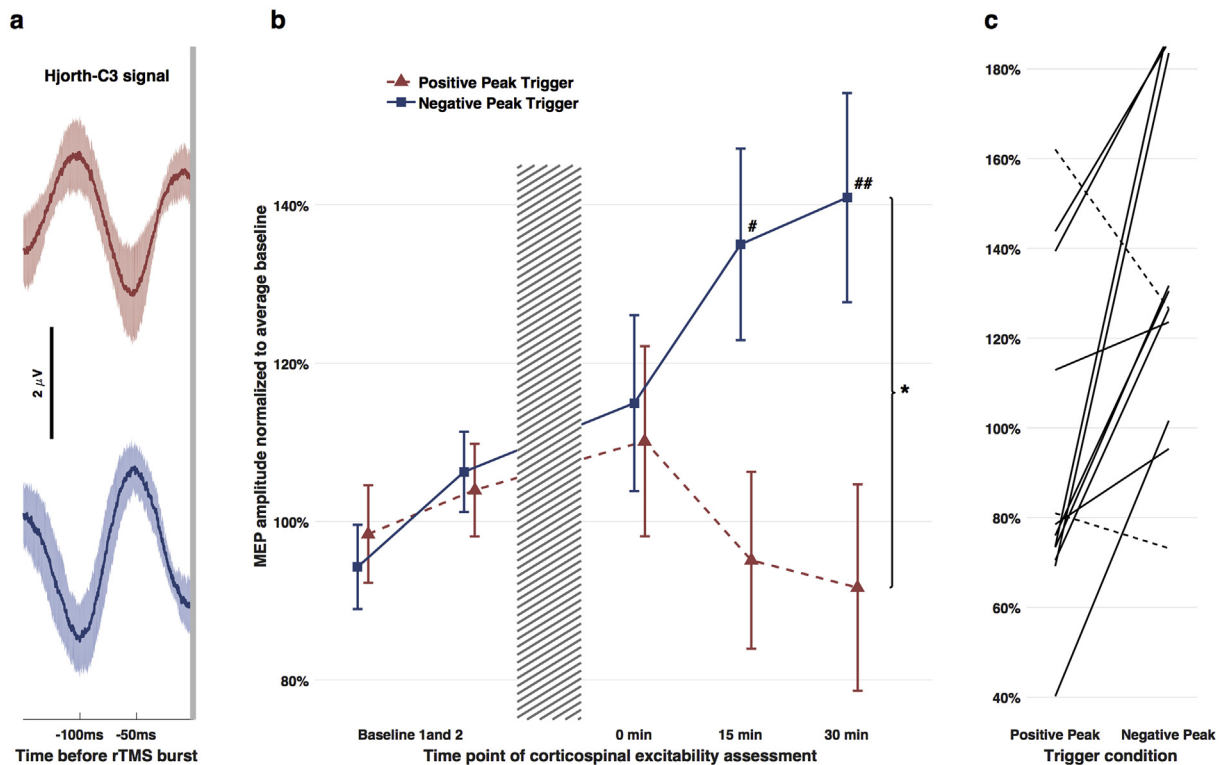 a
Hjorth-C3 signal
2 μV
-100ms -50ms
Time before rTMS burst
b
Positive Peak Trigger
Negative Peak Trigger
MEP amplitude normalized to average baseline
140%
120%
100%
80%
#
##
*
Baseline 1and 2 0 min 15 min 30 min
Time point of corticospinal excitability assessment
c
180%
160%
140%
120%
100%
80%
60%
40%
Positive Peak Negative Peak
Trigger condition